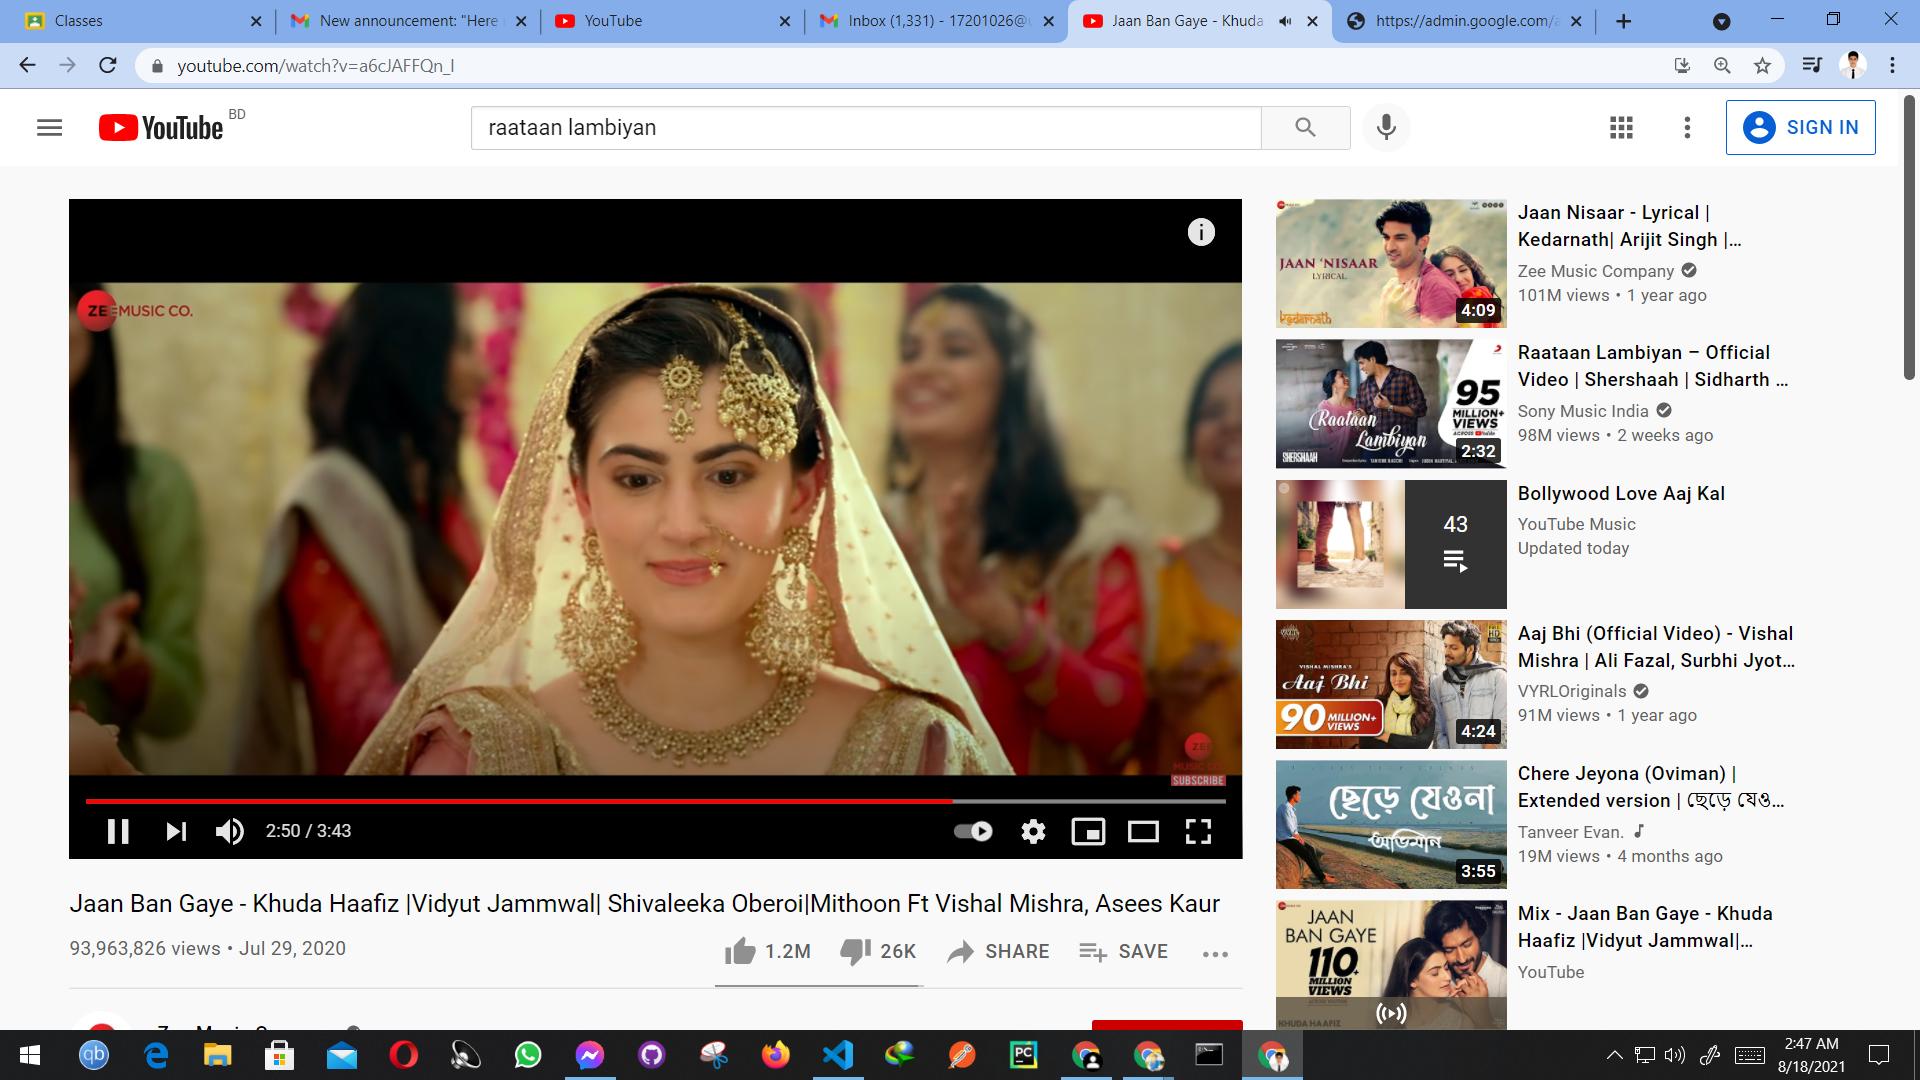 Classes
New announcement: "Here
YouTube
Inbox (1,331) - 17201026@
Jaan Ban Gaye - Khuda
https://admin.google.com/
youtube.com/watch?v=a6cJAFFQn_I
YouTube BD
raataan lambiyan
SIGN IN
ZEE MUSIC CO.
ZEE
MUSIC CO.
SUBSCRIBE
2:50 / 3:43
Jaan Ban Gaye - Khuda Haafiz |Vidyut Jammwal| Shivaleeka Oberoi|Mithoon Ft Vishal Mishra, Asees Kaur
93,963,826 views • Jul 29, 2020
1.2M
26K
SHARE
SAVE
JAAN 'NISAAR
LYRICAL
kedarnath
4:09
Jaan Nisaar - Lyrical |
Kedarnath| Arijit Singh |...
Zee Music Company
101M views • 1 year ago
Raataan
Lambiyan
SHERSHAAH
95
MILLION+
VIEWS
ACROSS YouTube
2:32
Raataan Lambiyan – Official
Video | Shershaah | Sidharth ...
Sony Music India
98M views • 2 weeks ago
43
Bollywood Love Aaj Kal
YouTube Music
Updated today
VISHAL MISHRA'S
Aaj Bhi
90 MILLION+
VIEWS
4:24
Aaj Bhi (Official Video) - Vishal
Mishra | Ali Fazal, Surbhi Jyot...
VYRLOriginals
91M views • 1 year ago
ছেড়ে যেওনা
অভিমান
3:55
Chere Jeyona (Oviman) |
Extended version | ছেড়ে যেও...
Tanveer Evan.
19M views • 4 months ago
JAAN
BAN GAYE
110+
MILLION
VIEWS
KHUDA HAAFIZ
Mix - Jaan Ban Gaye - Khuda
Haafiz |Vidyut Jammwal|...
YouTube
2:47 AM
8/18/2021